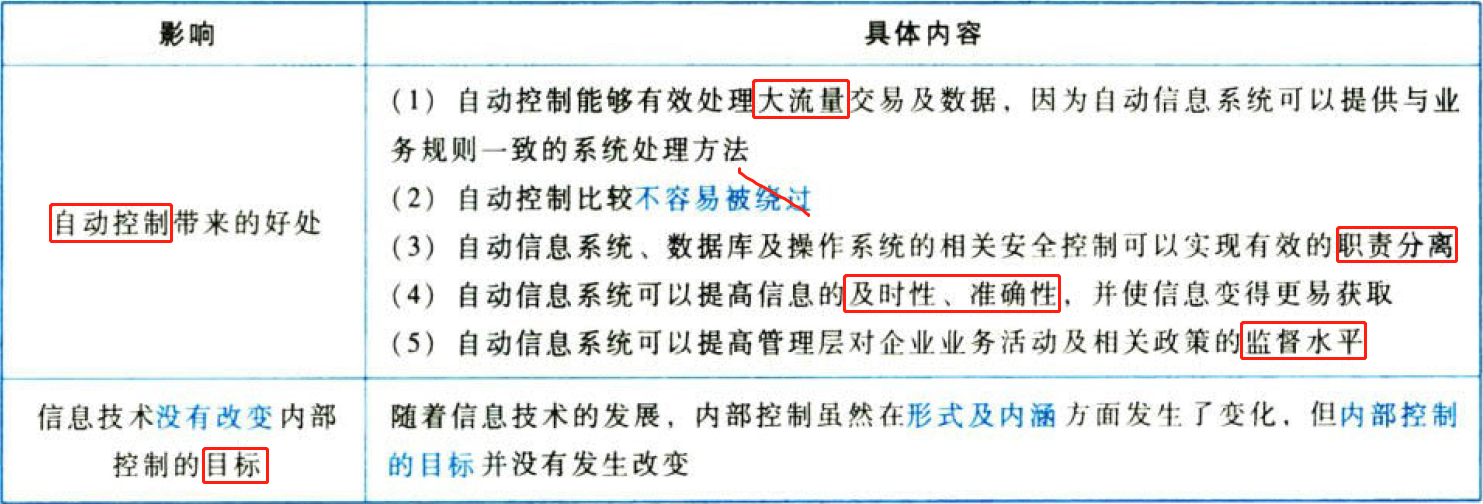 影响
具体内容
自动控制带来的好处
(1) 自动控制能够有效处理大流量交易及数据，因为自动信息系统可以提供与业
务规则一致的系统处理方法
(2) 自动控制比较不容易被绕过
(3) 自动信息系统、数据库及操作系统的相关安全控制可以实现有效的职责分离
(4) 自动信息系统可以提高信息的及时性、准确性，并使信息变得更易获取
(5) 自动信息系统可以提高管理层对企业业务活动及相关政策的监督水平
信息技术没有改变内部
控制的目标
随着信息技术的发展，内部控制虽然在形式及内涵方面发生了变化，但内部控制
的目标并没有发生改变